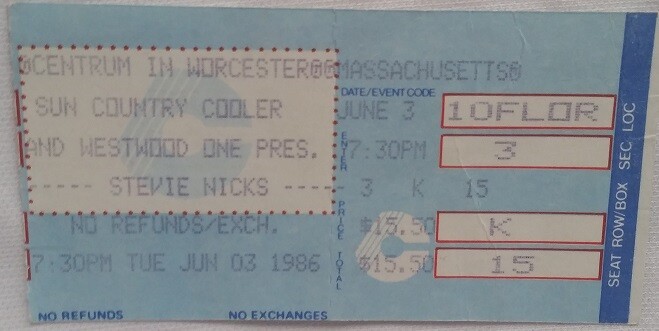 @CENTRUM IN WORCESTER@@MASSACHUSETTS@
DATE/EVENT CODE
SUN COUNTRY COOLER JUNE 3 10FLOR
AND WESTWOOD ONE PRES. 7:30PM 3
ENTER
----- STEVIE NICKS ----- 3 K 15
NO REFUNDS/EXCH. $15.50 K
PRICE
7:30PM TUE JUN 03 1986 $15.50 15
TOTAL
NO REFUNDS NO EXCHANGES
SEAT ROW/BOX SEC LOC